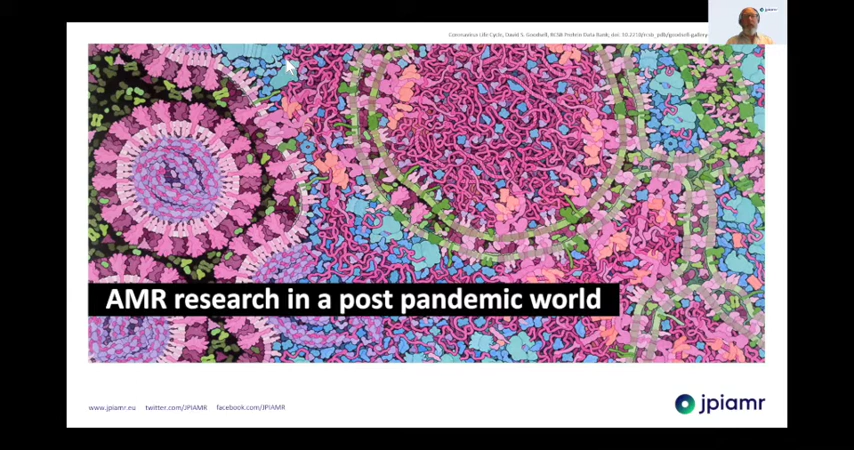 jpiamr
Coronavirus Life Cycle, David S. Goodsell, RCSB Protein Data Bank; doi: 10.2210/rcsb_pdb/goodsell-gallery-
AMR research in a post pandemic world
www.jpiamr.eu twitter.com/JPIAMR facebook.com/JPIAMR
jpiamr